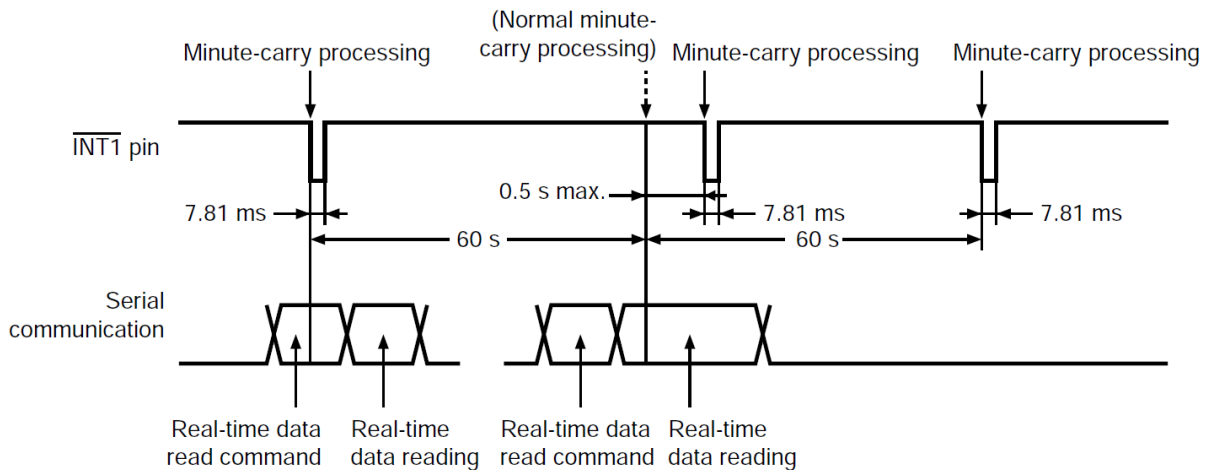 (Normal minute-
carry processing)
Minute-carry processing
Minute-carry processing
Minute-carry processing
INT1 pin
0.5 s max.
7.81 ms
7.81 ms
7.81 ms
60 s
60 s
Serial
communication
Real-time data
read command
Real-time
data reading
Real-time data
read command
Real-time
data reading